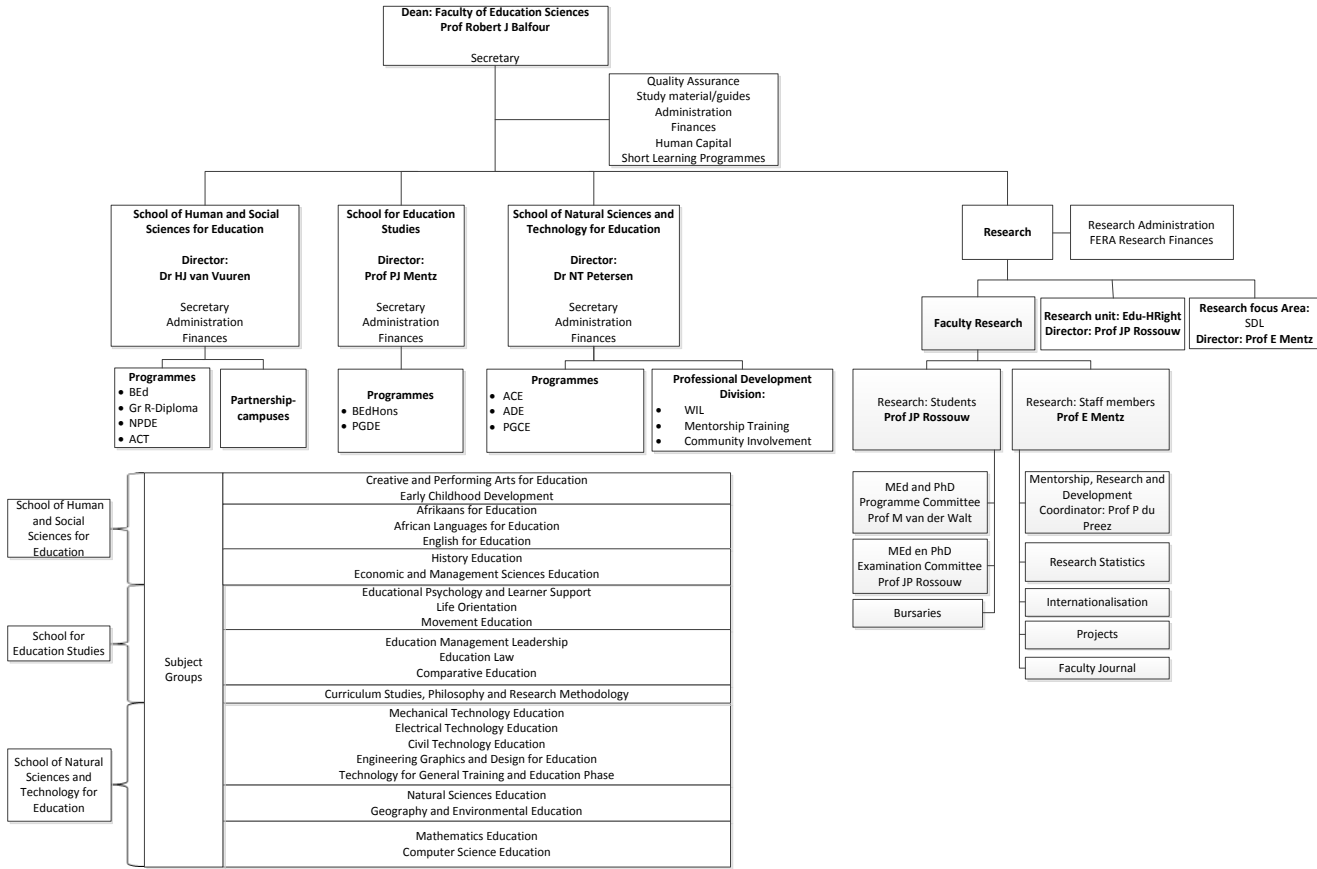 Dean: Faculty of Education Sciences
Prof Robert J Balfour
Secretary
Quality Assurance
Study material/guides
Administration
Finances
Human Capital
Short Learning Programmes
School of Human and Social
Sciences for Education
Director:
Dr HJ van Vuuren
Secretary
Administration
Finances
School for Education
Studies
Director:
Prof PJ Mentz
Secretary
Administration
Finances
School of Natural Sciences and
Technology for Education
Director:
Dr NT Petersen
Secretary
Administration
Finances
Research
Research Administration
FERA Research Finances
Faculty Research
Research unit: Edu-HRight
Director: Prof JP Rossouw
Research focus Area:
SDL
Director: Prof E Mentz
Programmes
• BEd
• Gr R-Diploma
• NPDE
• ACT
Partnership-
campuses
Programmes
• BEdHons
• PGDE
Programmes
• ACE
• ADE
• PGCE
Professional Development
Division:
• WIL
• Mentorship Training
• Community Involvement
Research: Students
Prof JP Rossouw
Research: Staff members
Prof E Mentz
MEd and PhD
Programme Committee
Prof M van der Walt
MEd en PhD
Examination Committee
Prof JP Rossouw
Bursaries
Mentorship, Research and
Development
Coordinator: Prof P du
Preez
Research Statistics
Internationalisation
Projects
Faculty Journal
School of Human
and Social
Sciences for
Education
School for
Education Studies
School of Natural
Sciences and
Technology for
Education
Subject
Groups
Creative and Performing Arts for Education
Early Childhood Development
Afrikaans for Education
African Languages for Education
English for Education
History Education
Economic and Management Sciences Education
Educational Psychology and Learner Support
Life Orientation
Movement Education
Education Management Leadership
Education Law
Comparative Education
Curriculum Studies, Philosophy and Research Methodology
Mechanical Technology Education
Electrical Technology Education
Civil Technology Education
Engineering Graphics and Design for Education
Technology for General Training and Education Phase
Natural Sciences Education
Geography and Environmental Education
Mathematics Education
Computer Science Education